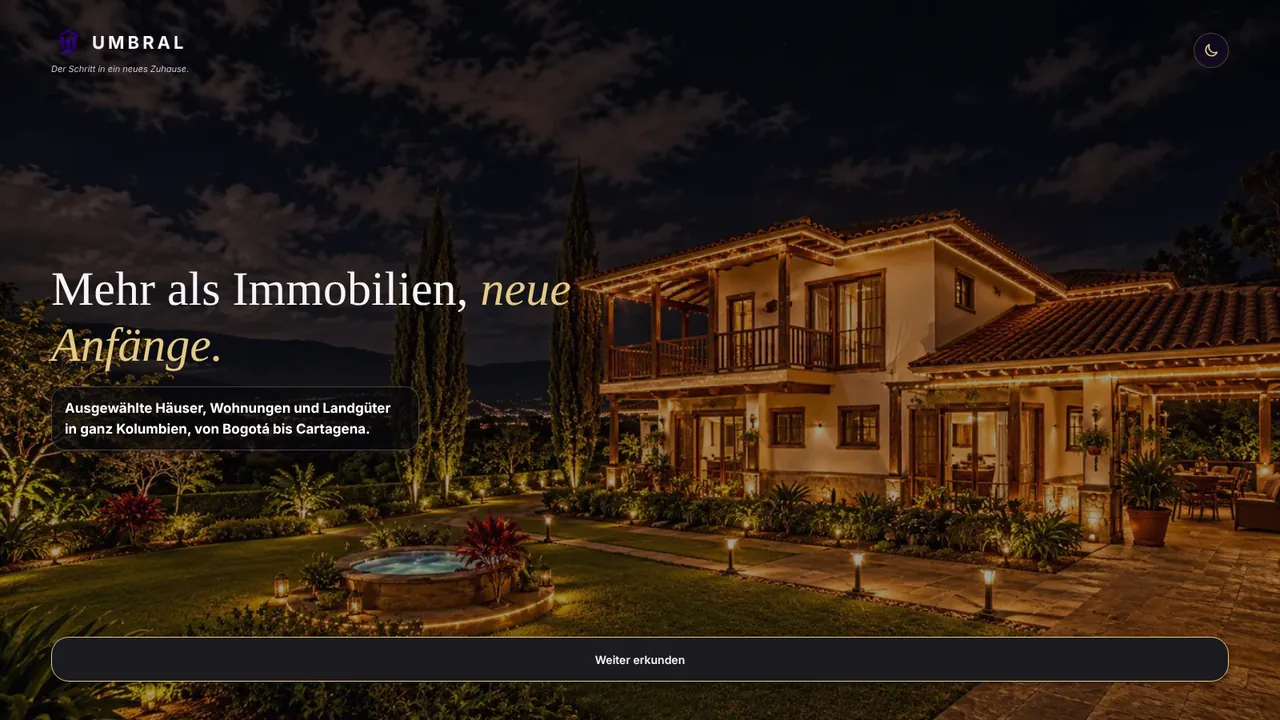 UMBRAL
Der Schritt in ein neues Zuhause.
Mehr als Immobilien, neue
Anfänge.
Ausgewählte Häuser, Wohnungen und Landgüter
in ganz Kolumbien, von Bogotá bis Cartagena.
Weiter erkunden